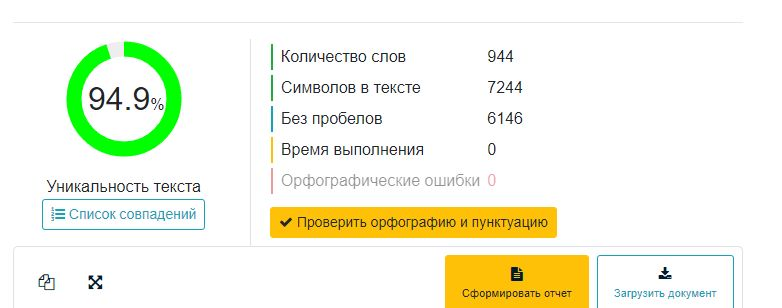 94.9%
Уникальность текста
Список совпадений
Количество слов 944
Символов в тексте 7244
Без пробелов 6146
Время выполнения 0
Орфографические ошибки 0
Проверить орфографию и пунктуацию
Сформировать отчет
Загрузить документ